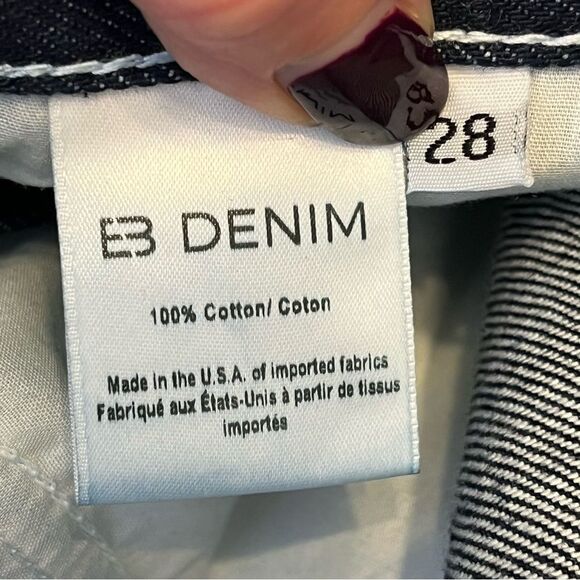 28
EB DENIM
100% Cotton/ Coton
Made in the U.S.A. of imported fabrics
Fabriqué aux États-Unis à partir de tissus
importés